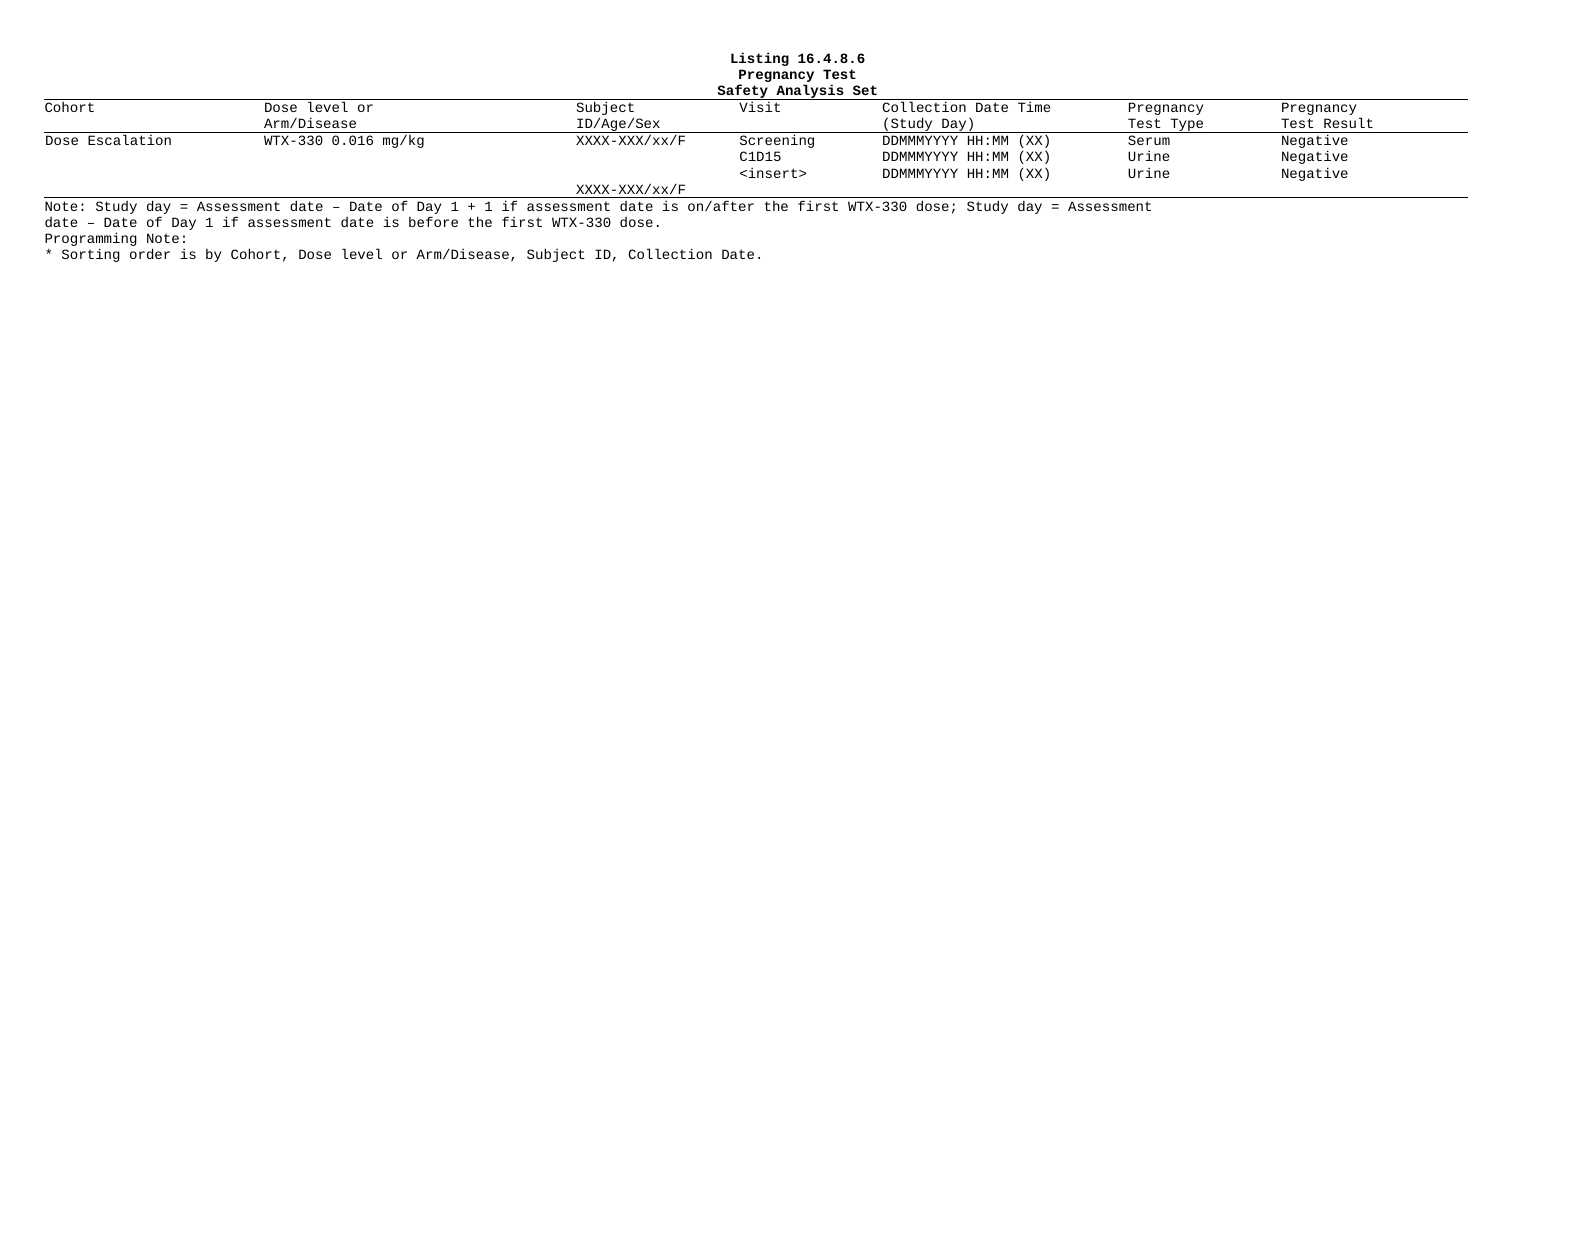 Listing 16.4.8.6
Pregnancy Test
Safety Analysis Set
Cohort Dose level or Subject Visit Collection Date Time Pregnancy Pregnancy
Arm/Disease ID/Age/Sex (Study Day) Test Type Test Result
Dose Escalation WTX-330 0.016 mg/kg XXXX-XXX/xx/F Screening DDMMMYYYY HH:MM (XX) Serum Negative
C1D15 DDMMMYYYY HH:MM (XX) Urine Negative
<insert> DDMMMYYYY HH:MM (XX) Urine Negative
XXXX-XXX/xx/F
Note: Study day = Assessment date – Date of Day 1 + 1 if assessment date is on/after the first WTX-330 dose; Study day = Assessment
date – Date of Day 1 if assessment date is before the first WTX-330 dose.
Programming Note:
* Sorting order is by Cohort, Dose level or Arm/Disease, Subject ID, Collection Date.